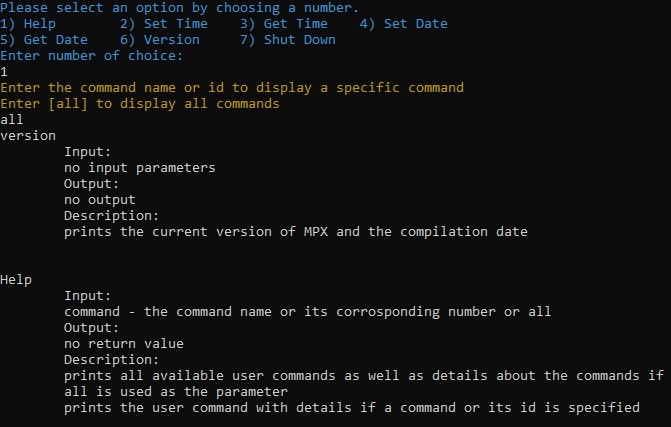 Please select an option by choosing a number.
1) Help        2) Set Time    3) Get Time    4) Set Date
5) Get Date    6) Version     7) Shut Down
Enter number of choice:
1
Enter the command name or id to display a specific command
Enter [all] to display all commands
all
version
        Input:
        no input parameters
        Output:
        no output
        Description:
        prints the current version of MPX and the compilation date
Help
        Input:
        command - the command name or its corrosponding number or all
        Output:
        no return value
        Description:
        prints all available user commands as well as details about the commands if
        all is used as the parameter
        prints the user command with details if a command or its id is specified